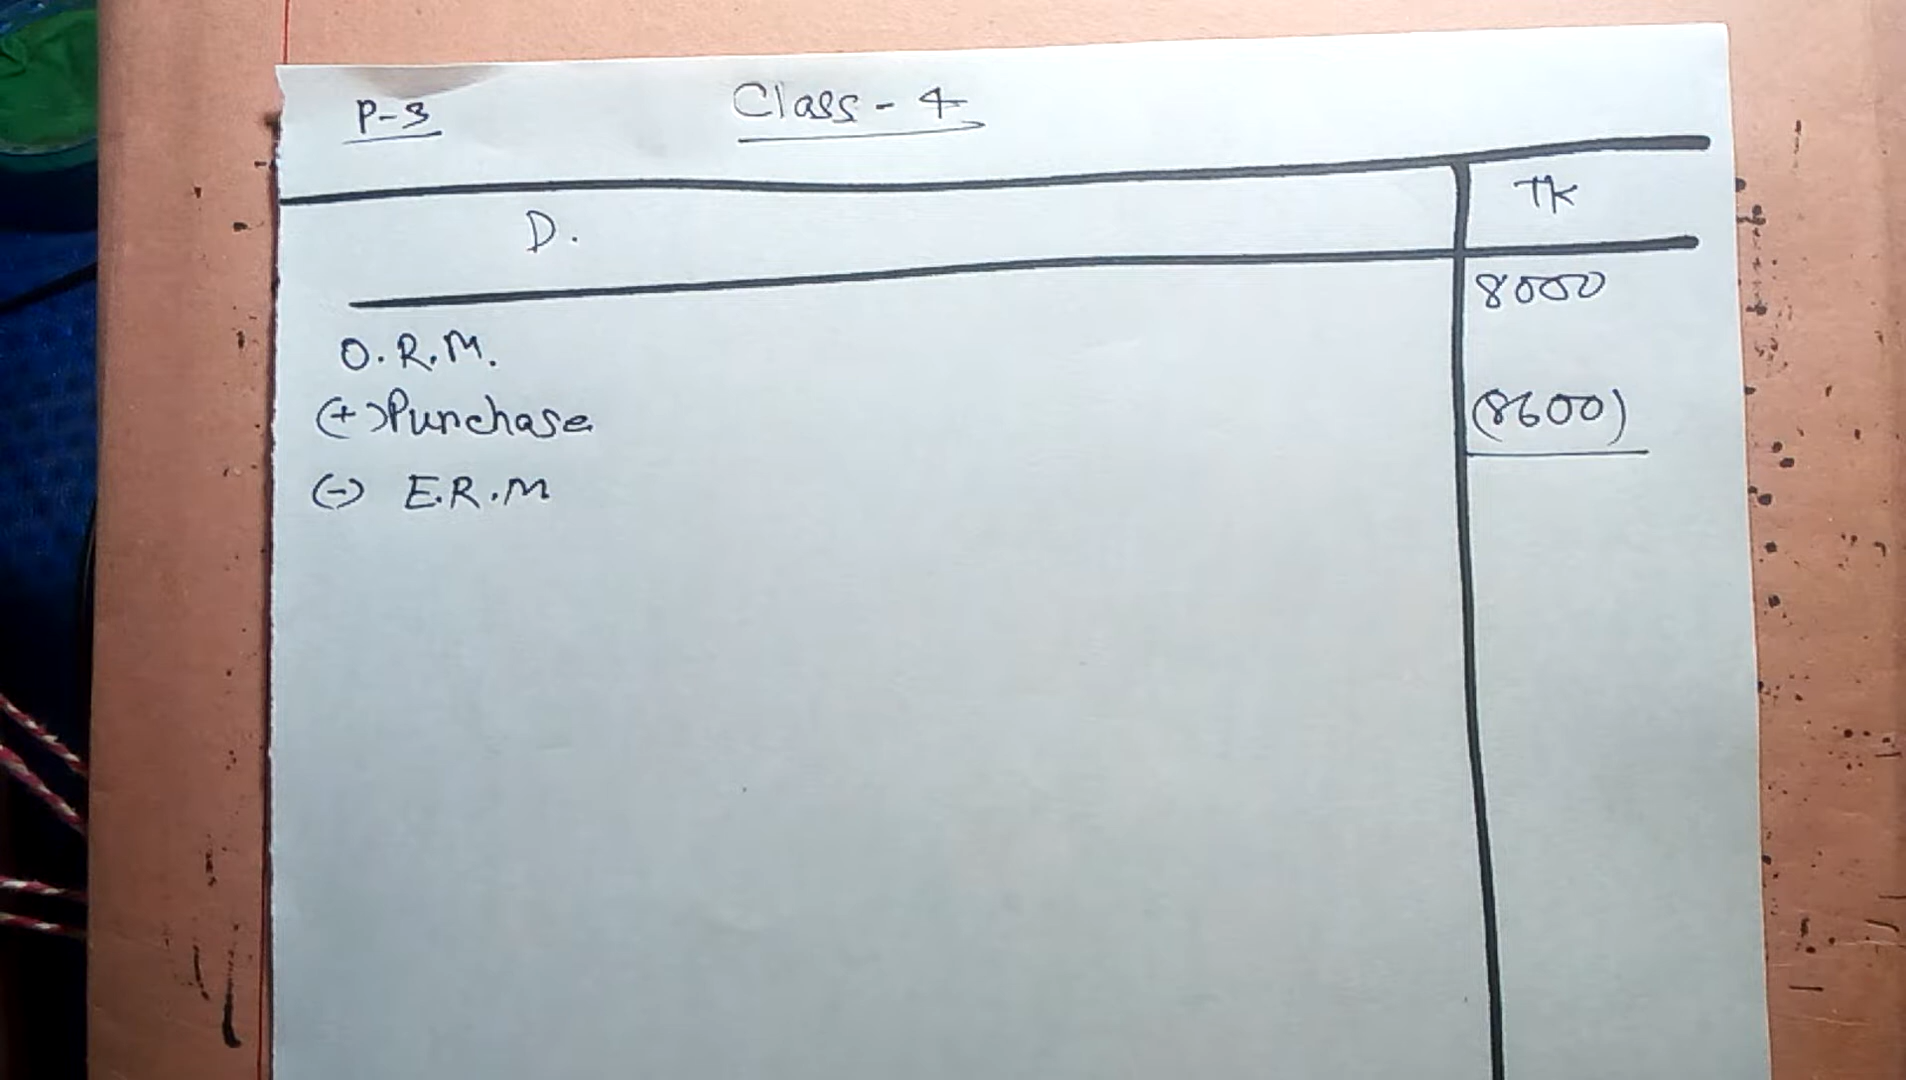 P-3 Class - 4
D. TK
8000
O.R.M.
(+) Purchase (8600)
(-) E.R.M